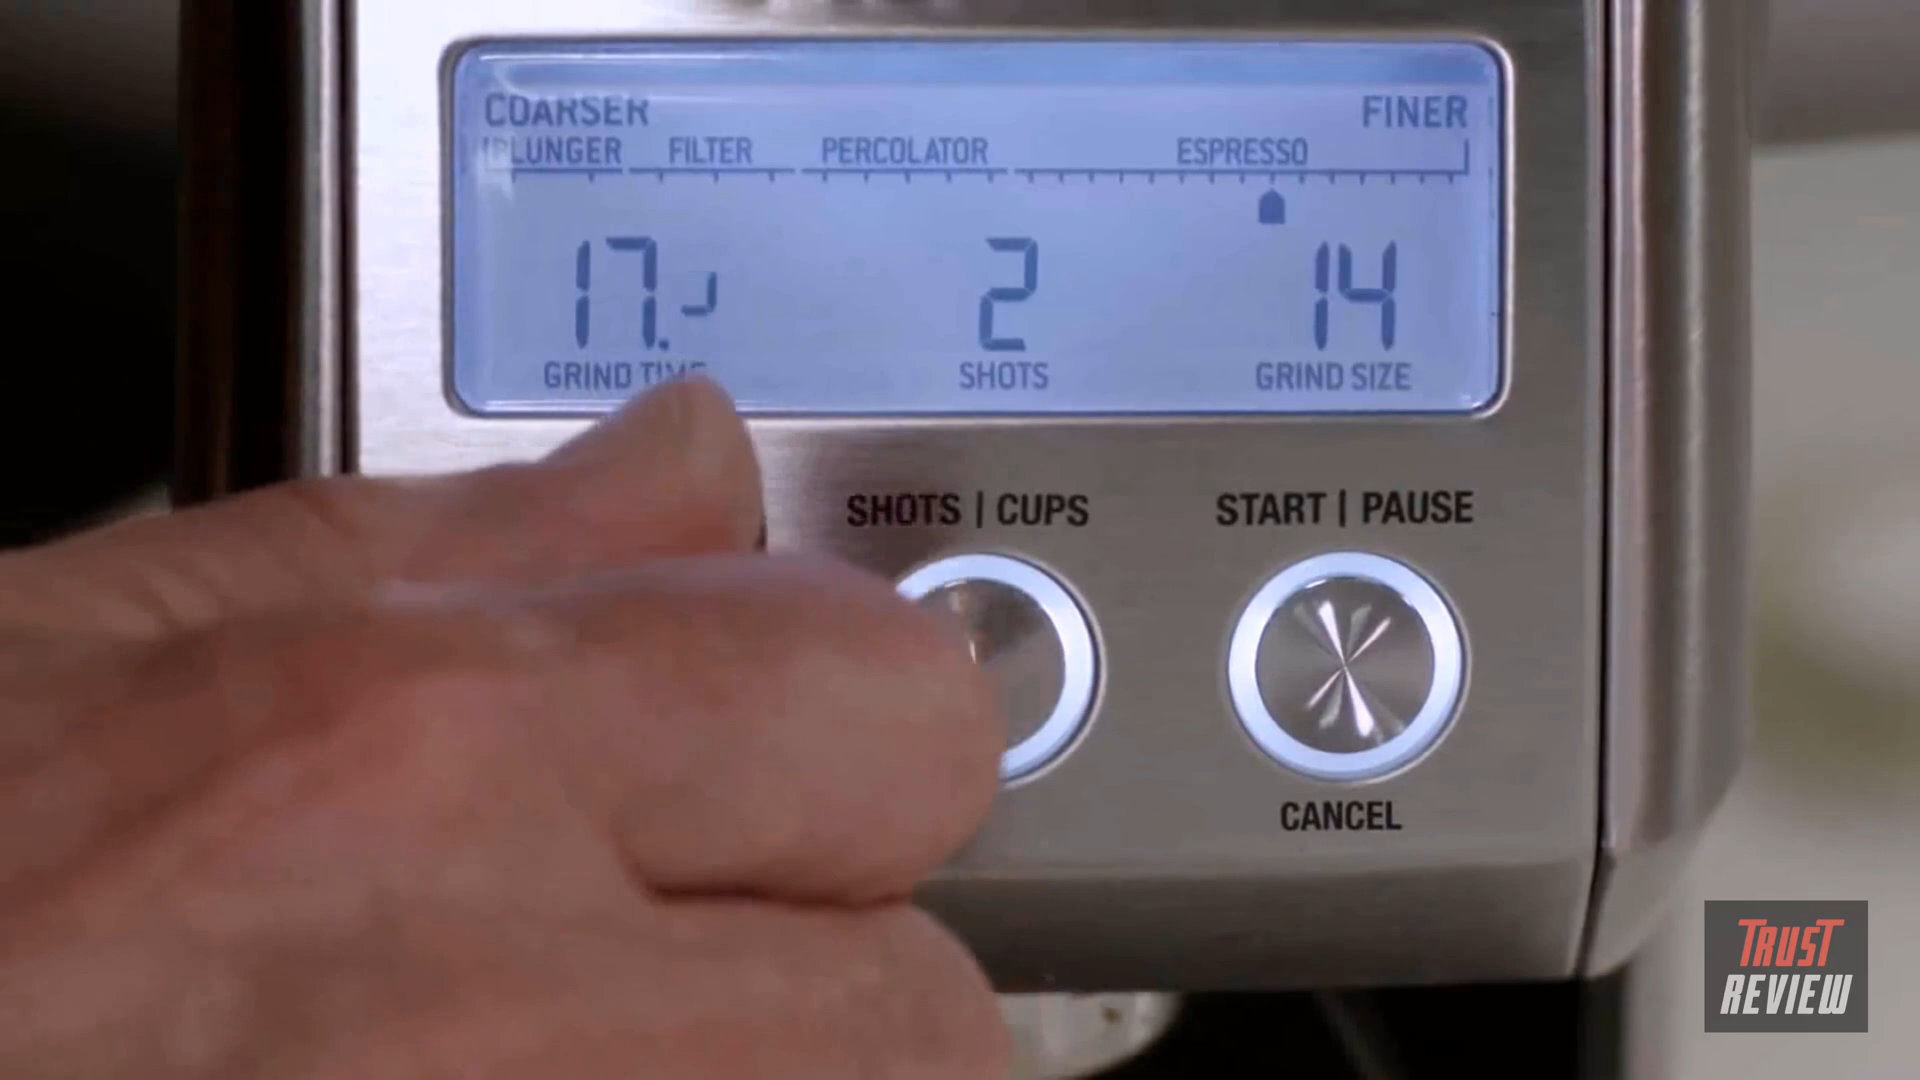 COARSER FINER
PLUNGER FILTER PERCOLATOR ESPRESSO
17. 2 14
GRIND TIME SHOTS GRIND SIZE
SHOTS | CUPS START | PAUSE
CANCEL
TRUST
REVIEW